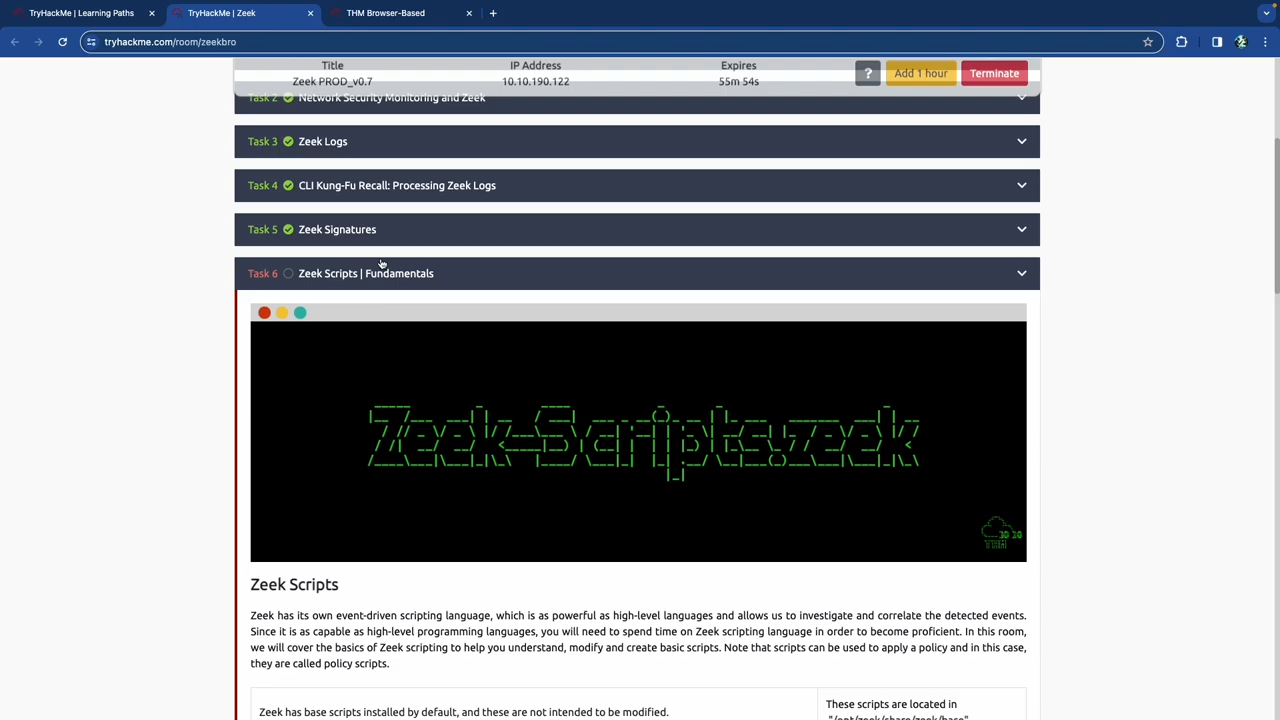 TryHackMe | Learning Paths
TryHackMe | Zeek
THM Browser-Based
tryhackme.com/room/zeekbro
Title
IP Address
Expires
Zeek PROD_v0.7
10.10.190.122
55m 54s
?
Add 1 hour
Terminate
Task 2
Network Security Monitoring and Zeek
Task 3
Zeek Logs
Task 4
CLI Kung-Fu Recall: Processing Zeek Logs
Task 5
Zeek Signatures
Task 6
Zeek Scripts | Fundamentals
Zeek-Scripts.zeek
Zeek Scripts
Zeek has its own event-driven scripting language, which is as powerful as high-level languages and allows us to investigate and correlate the detected events.
Since it is as capable as high-level programming languages, you will need to spend time on Zeek scripting language in order to become proficient. In this room,
we will cover the basics of Zeek scripting to help you understand, modify and create basic scripts. Note that scripts can be used to apply a policy and in this case,
they are called policy scripts.
Zeek has base scripts installed by default, and these are not intended to be modified.
These scripts are located in
"/opt/zeek/share/zeek/base"